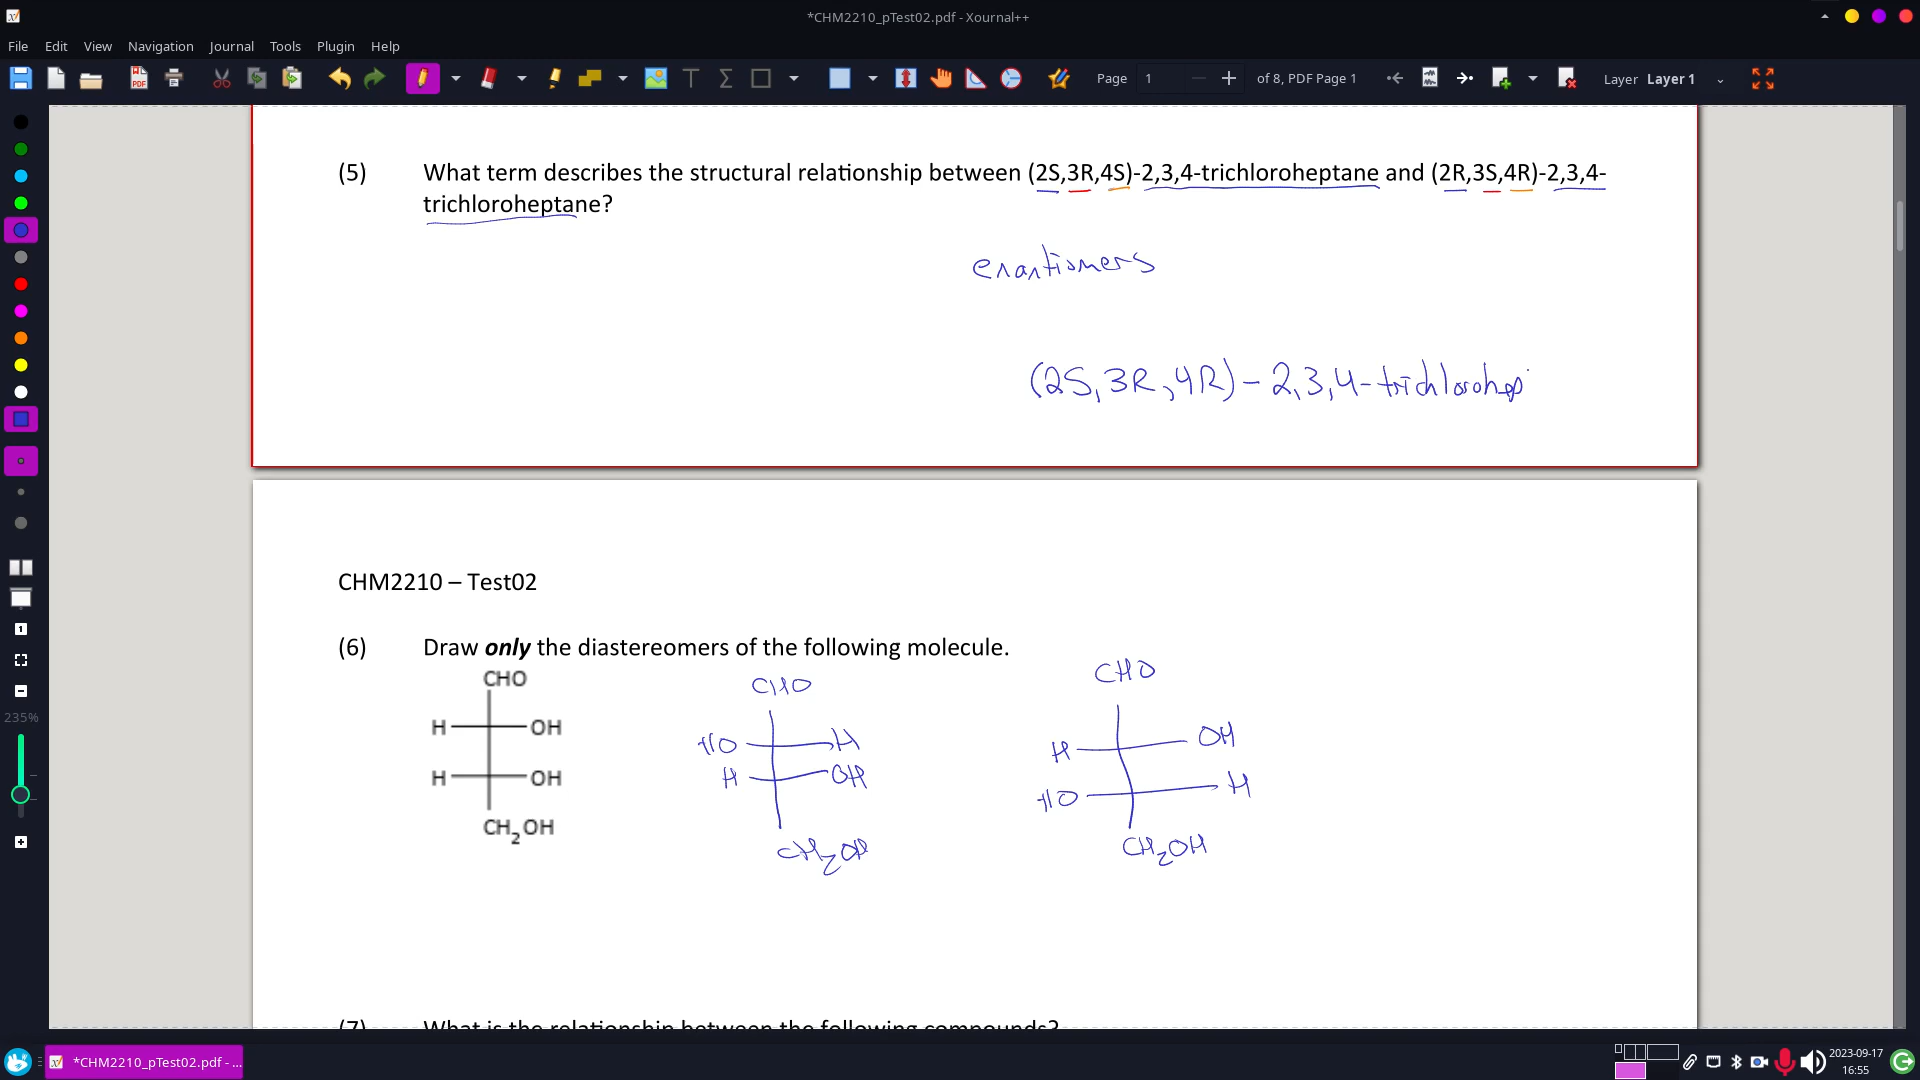 *CHM2210_pTest02.pdf - Xournal++
File Edit View Navigation Journal Tools Plugin Help
Page 1 of 8, PDF Page 1 Layer Layer 1
(5) What term describes the structural relationship between (2S,3R,4S)-2,3,4-trichloroheptane and (2R,3S,4R)-2,3,4-
trichloroheptane?
enantiomers
(2S,3R,4R)-2,3,4-trichlorohep
CHM2210 – Test02
(6) Draw only the diastereomers of the following molecule.
CHO CHO CHO
H OH HO H H OH
H OH H OH HO H
CH2OH CH2OH CH2OH
235%
(7) What is the relationship between the following compounds?
*CHM2210_pTest02.pdf - ...
2023-09-17
16:55